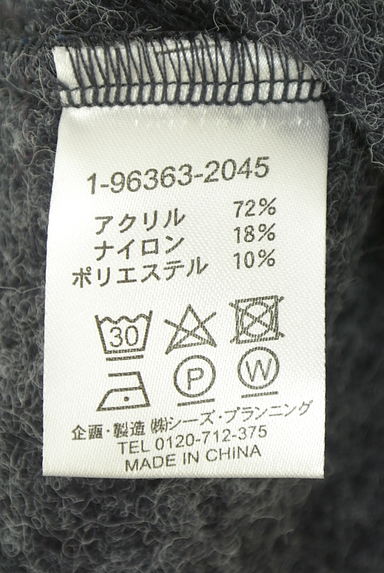 1-96363-2045
アクリル 72%
ナイロン 18%
ポリエステル 10%
30
P W
企画・製造 ㈱シーズ・プランニング
TEL 0120-712-375
MADE IN CHINA